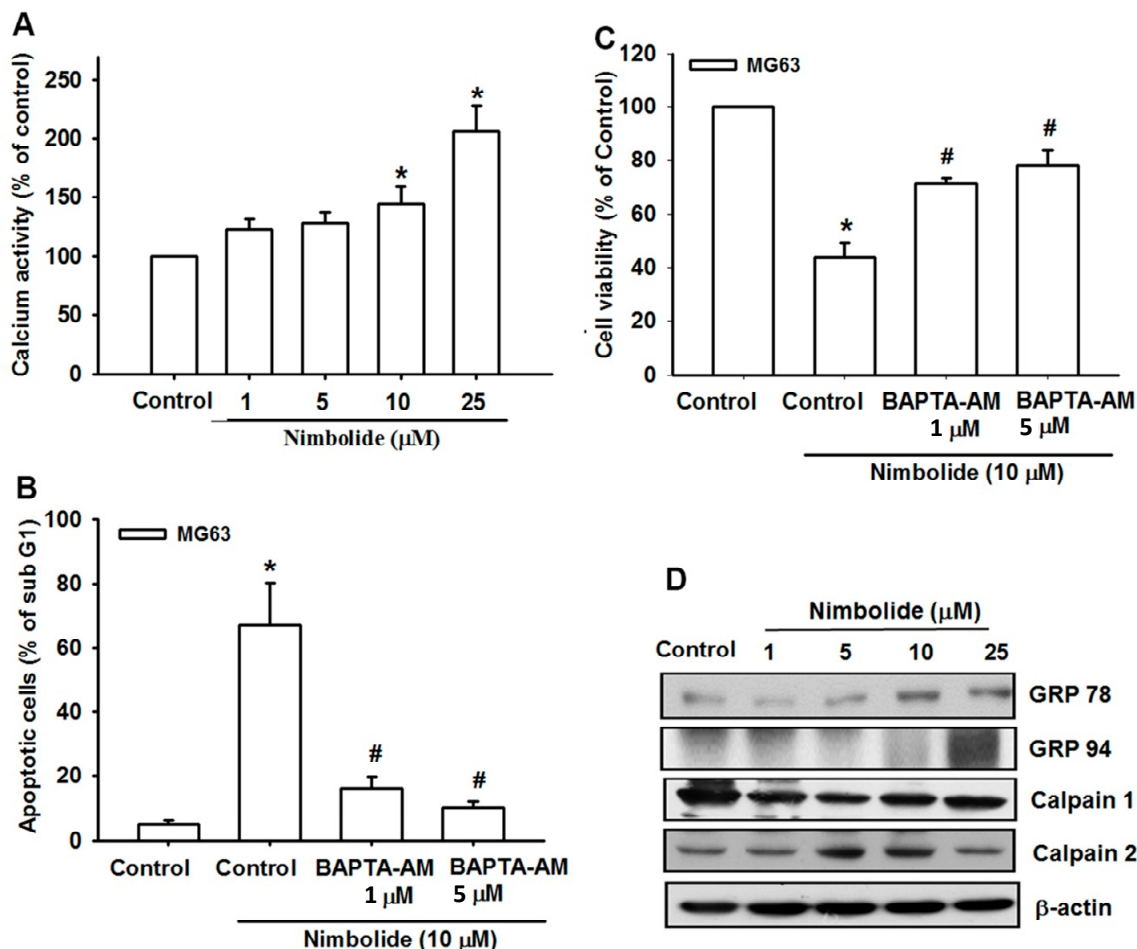 A
Calcium activity (% of control)
250
200
150
100
50
0
*
*
Control 1 5 10 25
Nimbolide (μM)
B
Apoptotic cells (% of sub G1)
100
80
60
40
20
0
MG63
*
#
#
Control Control BAPTA-AM BAPTA-AM
1 μM 5 μM
Nimbolide (10 μM)
C
Cell viability (% of Control)
120
100
80
60
40
20
0
MG63
*
#
#
Control Control BAPTA-AM BAPTA-AM
1 μM 5 μM
Nimbolide (10 μM)
D
Nimbolide (μM)
Control 1 5 10 25
GRP 78
GRP 94
Calpain 1
Calpain 2
β-actin